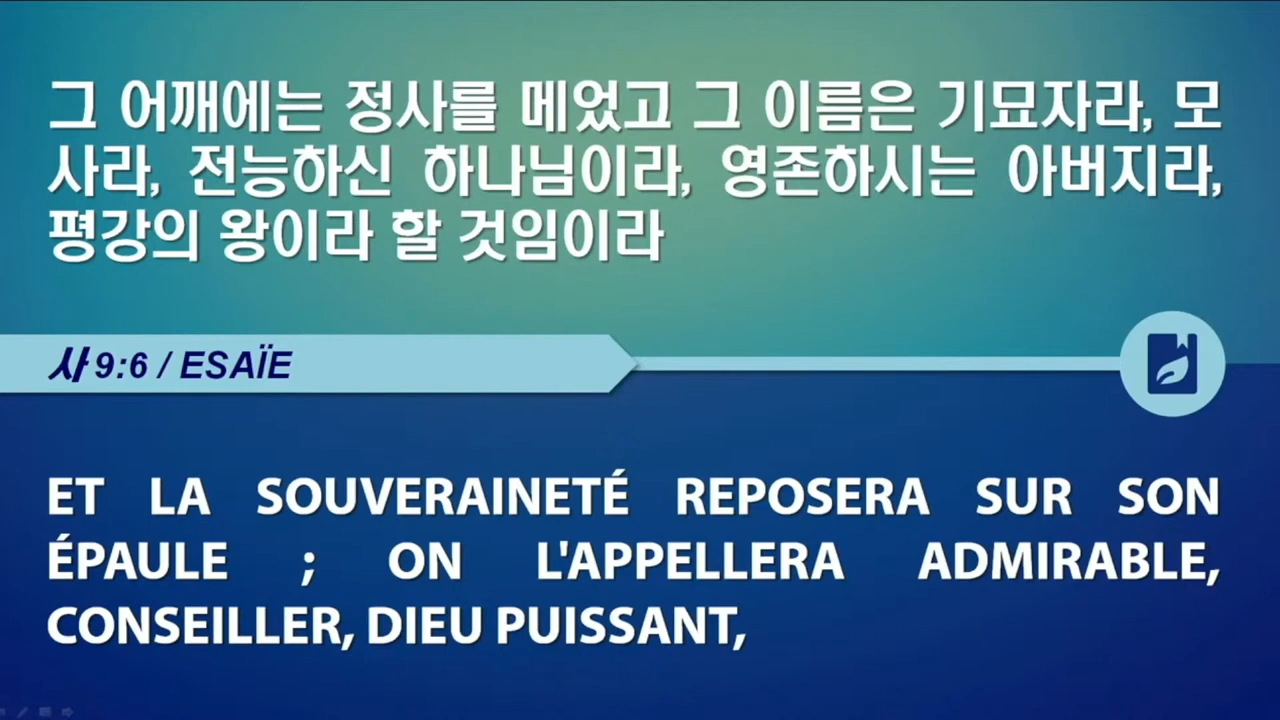 그 어깨에는 정사를 메었고 그 이름은 기묘자라, 모
사라, 전능하신 하나님이라, 영존하시는 아버지라,
평강의 왕이라 할 것임이라
사 9:6 / ESAÏE
ET LA SOUVERAINETÉ REPOSERA SUR SON
ÉPAULE ; ON L'APPELLERA ADMIRABLE,
CONSEILLER, DIEU PUISSANT,